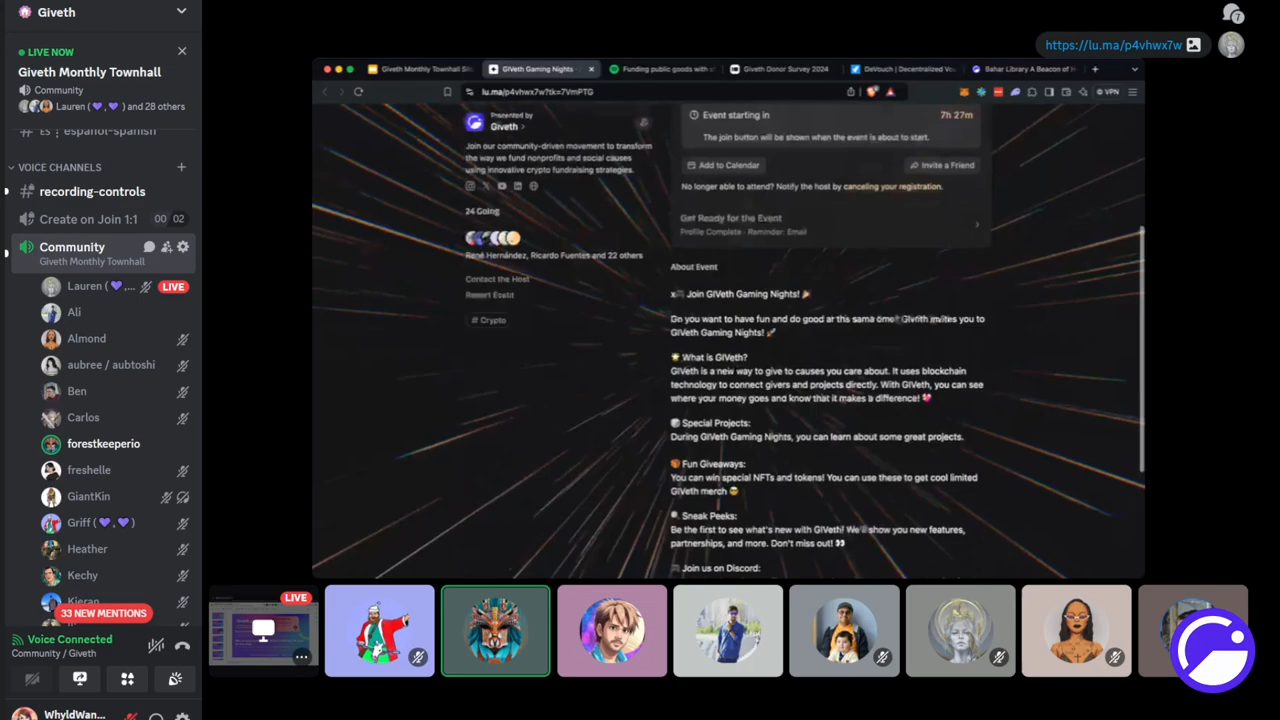 Giveth
LIVE NOW
Giveth Monthly Townhall
Community
Lauren (💜,💜) and 28 others
ES español-spanish
VOICE CHANNELS
recording-controls
Create on Join 1:1 00 02
Community
Giveth Monthly Townhall
Lauren (💜,... LIVE
Ali
Almond
aubree / aubtoshi
Ben
Carlos
forestkeeperio
freshelle
GiantKin
Griff (💜,💜)
Heather
Kechy
Kieran
33 NEW MENTIONS
Voice Connected
Community / Giveth
WhyldWan...
7
https://lu.ma/p4vhwx7w
Giveth Monthly Townhall Sli
GIVeth Gaming Nights ·
Funding public goods with
Giveth Donor Survey 2024
DeVouch | Decentralized Vo
Bahar Library A Beacon of H
lu.ma/p4vhwx7w?tk=7VmPTG
VPN
Presented by
Giveth >
Join our community-driven movement to transform
the way we fund nonprofits and social causes
using innovative crypto fundraising strategies.
24 Going
René Hernández, Ricardo Fuentes and 22 others
Contact the Host
Report Event
# Crypto
Event starting in 7h 27m
The join button will be shown when the event is about to start.
Add to Calendar
Invite a Friend
No longer able to attend? Notify the host by canceling your registration.
Get Ready for the Event
Profile Complete · Reminder: Email
About Event
x🎮 Join GIVeth Gaming Nights! 🎉
Do you want to have fun and do good at the same time? GIVeth invites you to
GIVeth Gaming Nights! 🚀
🌟 What is GIVeth?
GIVeth is a new way to give to causes you care about. It uses blockchain
technology to connect givers and projects directly. With GIVeth, you can see
where your money goes and know that it makes a difference! 💖
🎲 Special Projects:
During GIVeth Gaming Nights, you can learn about some great projects.
🎁 Fun Giveaways:
You can win special NFTs and tokens! You can use these to get cool limited
GIVeth merch 😎
🔍 Sneak Peeks:
Be the first to see what's new with GIVeth! We'll show you new features,
partnerships, and more. Don't miss out! 👀
🎮 Join us on Discord:
LIVE